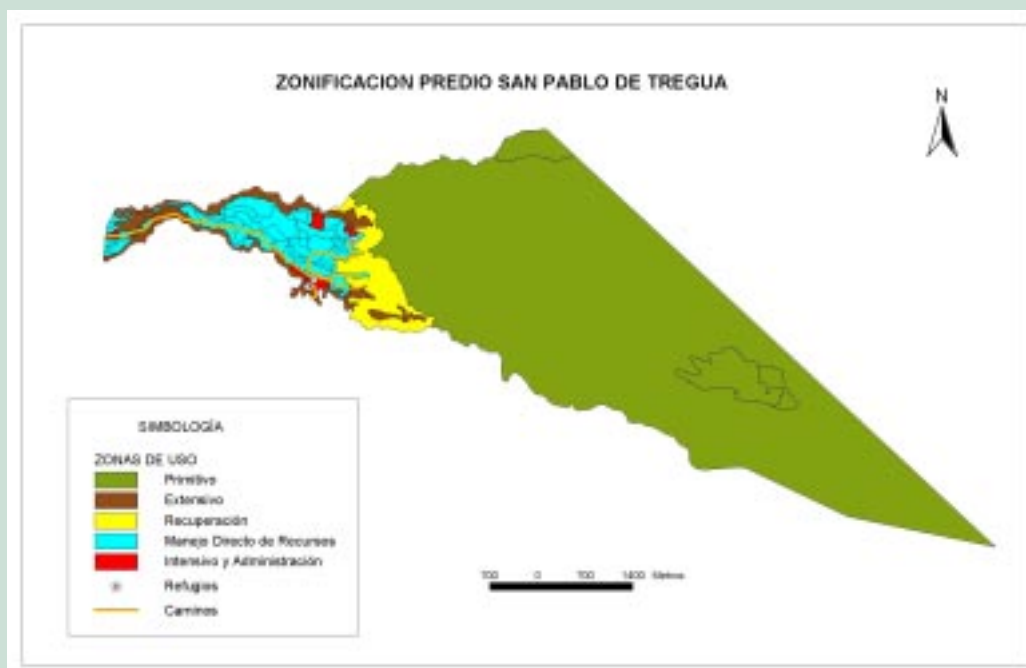 ZONIFICACION PREDIO SAN PABLO DE TREGUA
N
SIMBOLOGÍA
ZONAS DE USO
Primitivo
Extensivo
Recuperación
Manejo Directo de Recursos
Intensivo y Administración
Refugios
Caminos
700 0 700 1400 Metros